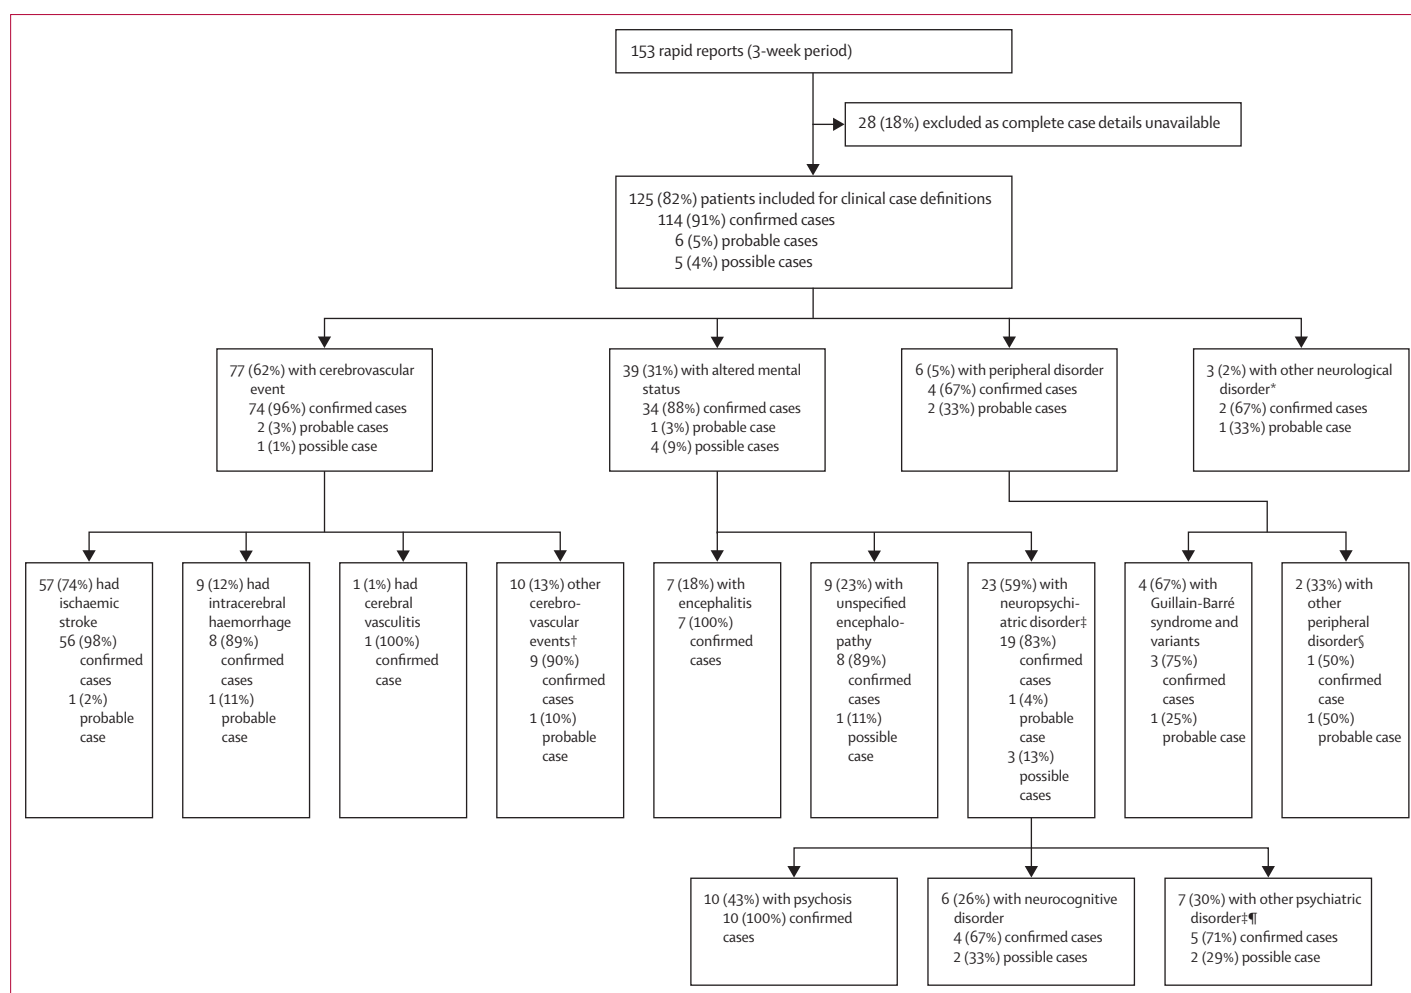 153 rapid reports (3-week period)
28 (18%) excluded as complete case details unavailable
125 (82%) patients included for clinical case definitions
114 (91%) confirmed cases
6 (5%) probable cases
5 (4%) possible cases
77 (62%) with cerebrovascular
event
74 (96%) confirmed cases
2 (3%) probable cases
1 (1%) possible case
39 (31%) with altered mental
status
34 (88%) confirmed cases
1 (3%) probable case
4 (9%) possible cases
6 (5%) with peripheral disorder
4 (67%) confirmed cases
2 (33%) probable cases
3 (2%) with other neurological
disorder*
2 (67%) confirmed cases
1 (33%) probable case
57 (74%) had
ischaemic
stroke
56 (98%)
confirmed
cases
1 (2%)
probable
case
9 (12%) had
intracerebral
haemorrhage
8 (89%)
confirmed
cases
1 (11%)
probable
case
1 (1%) had
cerebral
vasculitis
1 (100%)
confirmed
case
10 (13%) other
cerebro-
vascular
events†
9 (90%)
confirmed
cases
1 (10%)
probable
case
7 (18%) with
encephalitis
7 (100%)
confirmed
cases
9 (23%) with
unspecified
encephalo-
pathy
8 (89%)
confirmed
cases
1 (11%)
possible
case
23 (59%) with
neuropsychi-
atric disorder‡
19 (83%)
confirmed
cases
1 (4%)
probable
case
3 (13%)
possible
cases
4 (67%) with
Guillain-Barré
syndrome and
variants
3 (75%)
confirmed
cases
1 (25%)
probable case
2 (33%) with
other
peripheral
disorder§
1 (50%)
confirmed
case
1 (50%)
probable case
10 (43%) with psychosis
10 (100%) confirmed
cases
6 (26%) with neurocognitive
disorder
4 (67%) confirmed cases
2 (33%) possible cases
7 (30%) with other psychiatric
disorder‡¶
5 (71%) confirmed cases
2 (29%) possible case